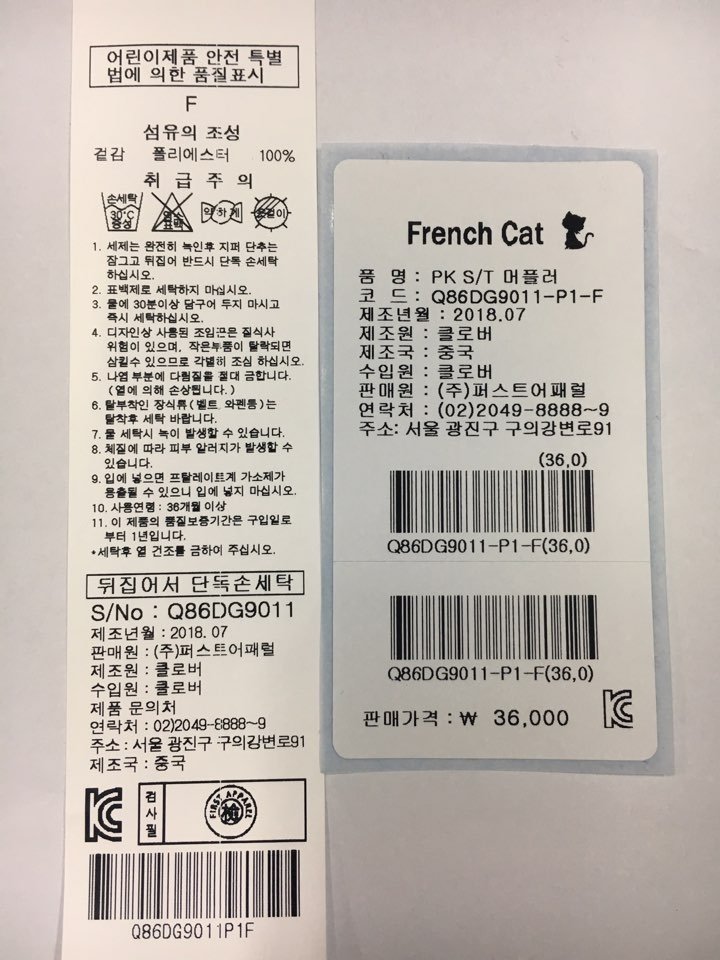 어린이제품 안전 특별
법에 의한 품질표시
F
섬유의 조성
겉감 폴리에스터 100%
취 급 주 의
손세탁
30°C
중성
염소
표백
약하게
옷걸이
1. 세제는 완전히 녹인후 지퍼 단추는
잠그고 뒤집어 반드시 단독 손세탁
하십시오.
2. 표백제로 세탁하지 마십시오.
3. 물에 30분이상 담구어 두지 마시고
즉시 세탁하십시오.
4. 디자인상 사용된 조임끈은 질식사
위험이 있으며, 작은부품이 탈락되면
삼킬수 있으므로 각별히 조심 하십시오.
5. 나염 부분에 다림질을 절대 금합니다.
(열에 의해 손상됩니다.)
6. 탈부착인 장식류(벨트, 와펜등)는
탈착후 세탁 바랍니다.
7. 물 세탁시 녹이 발생할 수 있습니다.
8. 체질에 따라 피부 알러지가 발생할 수
있습니다.
9. 입에 넣으면 프탈레이트계 가소제가
용출될 수 있으니 입에 넣지 마십시오.
10. 사용연령 : 36개월 이상
11. 이 제품의 품질보증기간은 구입일로
부터 1년입니다.
*세탁후 열 건조를 금하여 주십시오.
뒤집어서 단독손세탁
S/No : Q86DG9011
제조년월 : 2018. 07
판매원 : (주)퍼스트어패럴
제조원 : 클로버
수입원 : 클로버
제품 문의처
연락처 : 02)2049-8888~9
주소 : 서울 광진구 구의강변로91
제조국 : 중국
검사필
FIRST APPAREL
檢
Q86DG9011P1F
French Cat
품 명 : PK S/T 머플러
코 드 : Q86DG9011-P1-F
제조년월 : 2018.07
제조원 : 클로버
제조국 : 중국
수입원 : 클로버
판매원 : (주)퍼스트어패럴
연락처 : (02)2049-8888~9
주소: 서울 광진구 구의강변로91
(36,0)
Q86DG9011-P1-F(36,0)
Q86DG9011-P1-F(36,0)
판매가격 : ₩ 36,000